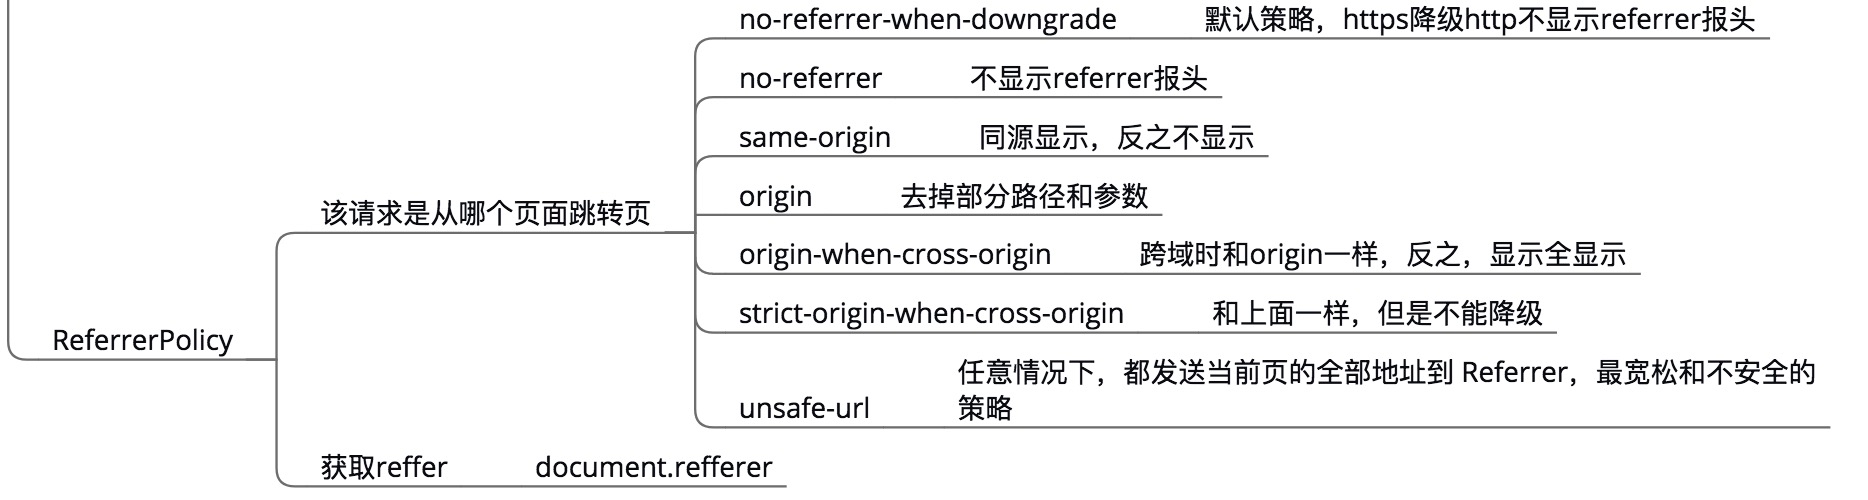 no-referrer-when-downgrade 默认策略，https降级http不显示referrer报头
no-referrer 不显示referrer报头
same-origin 同源显示，反之不显示
origin 去掉部分路径和参数
该请求是从哪个页面跳转页
origin-when-cross-origin 跨域时和origin一样，反之，显示全显示
strict-origin-when-cross-origin 和上面一样，但是不能降级
ReferrerPolicy
任意情况下，都发送当前页的全部地址到 Referrer，最宽松和不安全的
unsafe-url 策略
获取reffer document.refferer